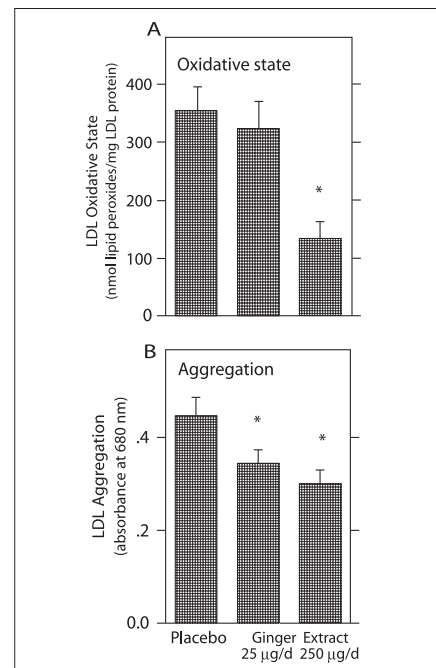 A
Oxidative state
LDL Oxidative State
(nmol lipid peroxides/mg LDL protein)
400
300
200
100
0
*
B
Aggregation
LDL Aggregation
(absorbance at 680 nm)
.4
.2
0.0
*
*
Placebo
Ginger Extract
25 µg/d 250 µg/d